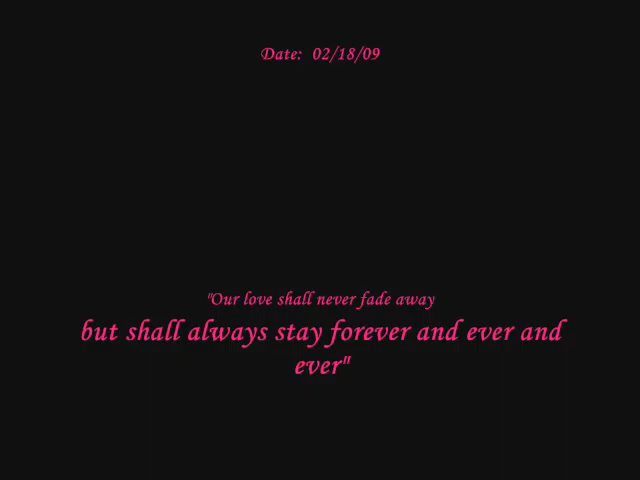 Date:  02/18/09
"Our love shall never fade away
but shall always stay forever and ever and
ever"